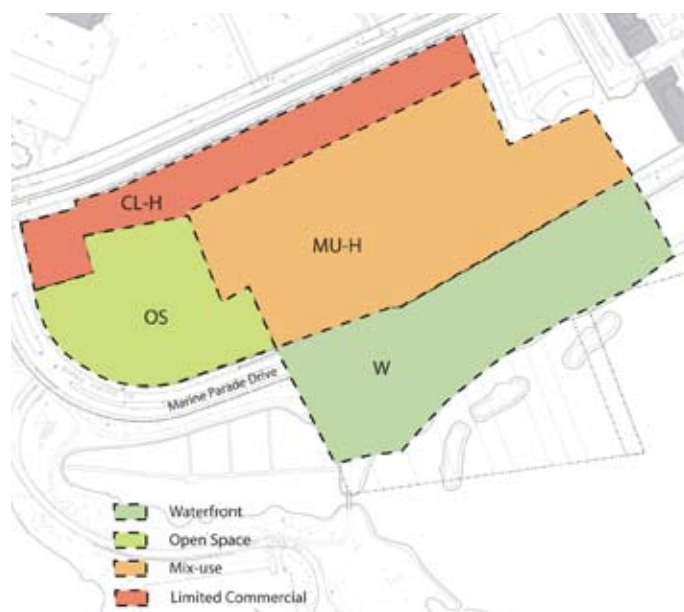 CL-H
MU-H
OS
W
Marine Parade Drive
Waterfront
Open Space
Mix-use
Limited Commercial